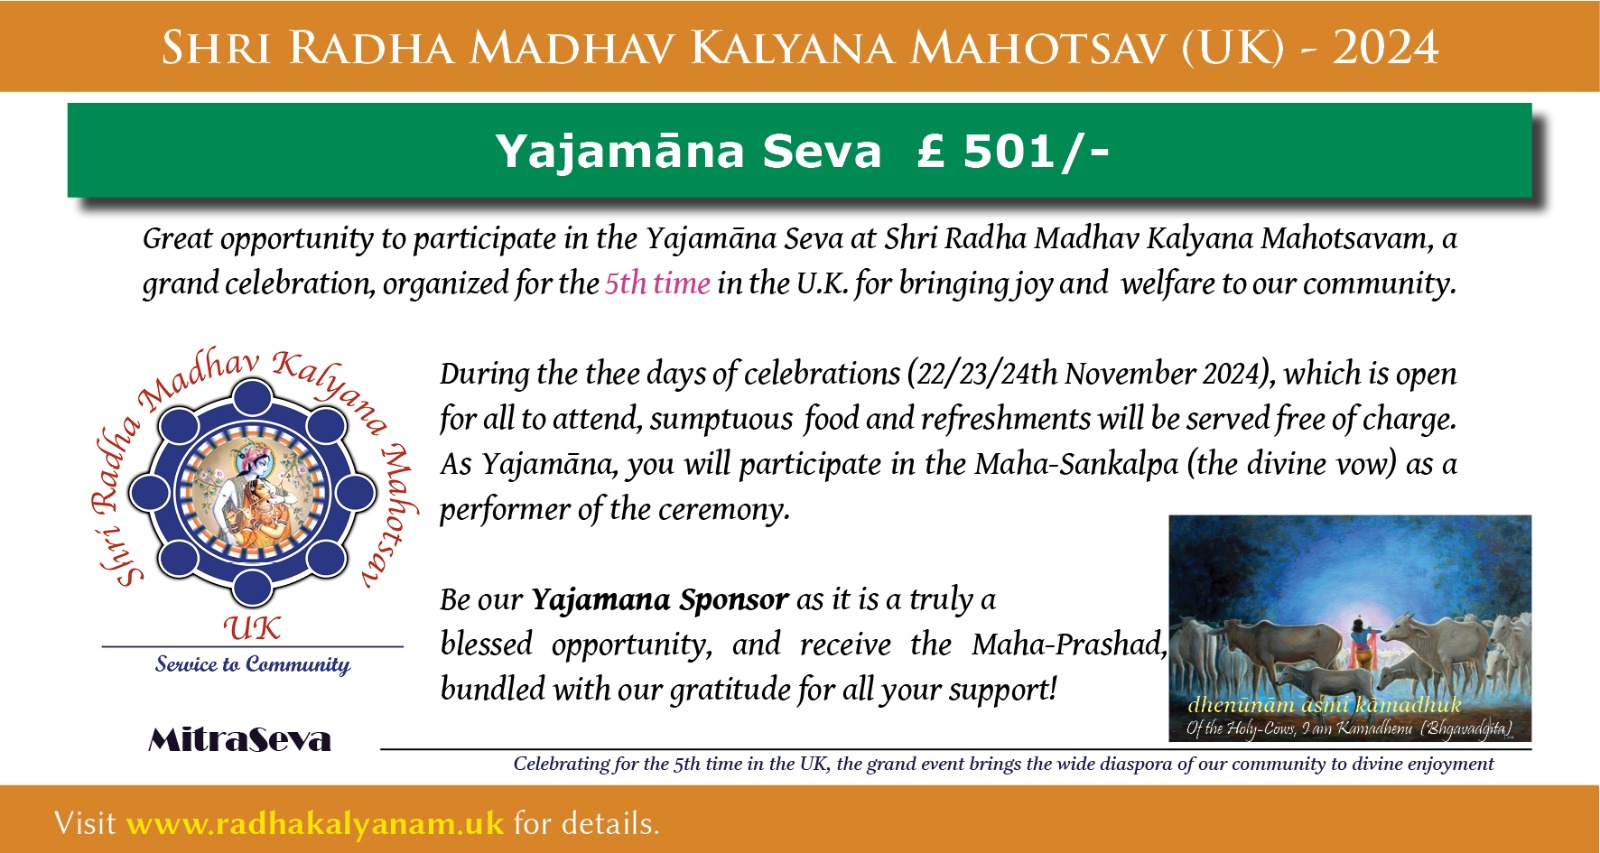 SHRI RADHA MADHAV KALYANA MAHOTSAV (UK) - 2024
Yajamāna Seva £ 501/-
Great opportunity to participate in the Yajamāna Seva at Shri Radha Madhav Kalyana Mahotsavam, a
grand celebration, organized for the 5th time in the U.K. for bringing joy and welfare to our community.
Shri Radha Madhav Kalyana Mahotsav
UK
Service to Community
MitraSeva
During the thee days of celebrations (22/23/24th November 2024), which is open
for all to attend, sumptuous food and refreshments will be served free of charge.
As Yajamāna, you will participate in the Maha-Sankalpa (the divine vow) as a
performer of the ceremony.
Be our Yajamana Sponsor as it is a truly a
blessed opportunity, and receive the Maha-Prashad,
bundled with our gratitude for all your support!
dhenūnām asmi kāmadhuk
Of the Holy-Cows, I am Kamadhenu (Bhgavadgita)
Celebrating for the 5th time in the UK, the grand event brings the wide diaspora of our community to divine enjoyment
Visit www.radhakalyanam.uk for details.